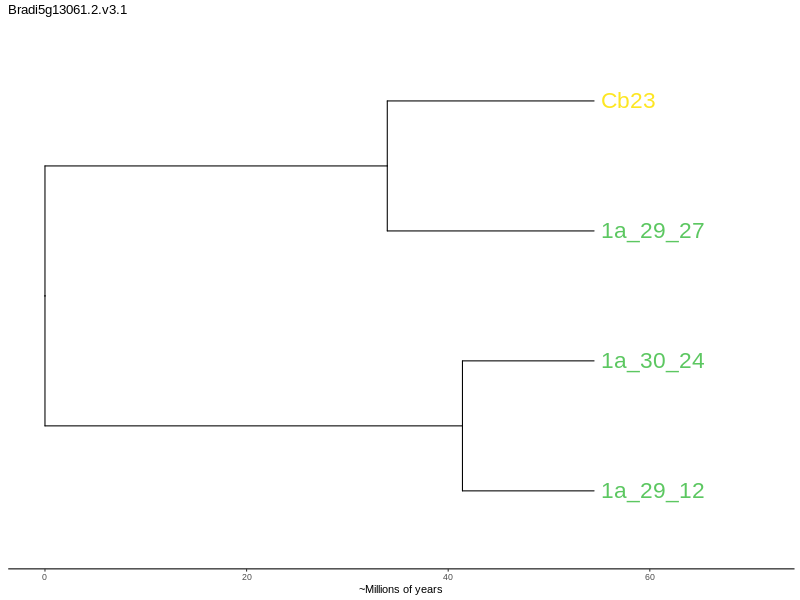 Bradi5g13061.2.v3.1
Cb23
1a_29_27
1a_30_24
1a_29_12
0 20 40 60
~Millions of years